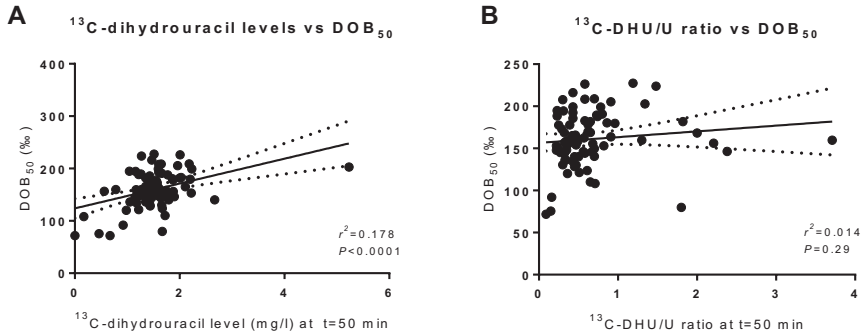 A
¹³C-dihydrouracil levels vs DOB₅₀
400
300
200
100
0
DOB₅₀ (‰)
r²=0.178
P<0.0001
0 2 4 6
¹³C-dihydrouracil level (mg/l) at t=50 min
B
¹³C-DHU/U ratio vs DOB₅₀
250
200
150
100
50
0
DOB₅₀ (‰)
r²=0.014
P=0.29
0 1 2 3 4
¹³C-DHU/U ratio at t=50 min